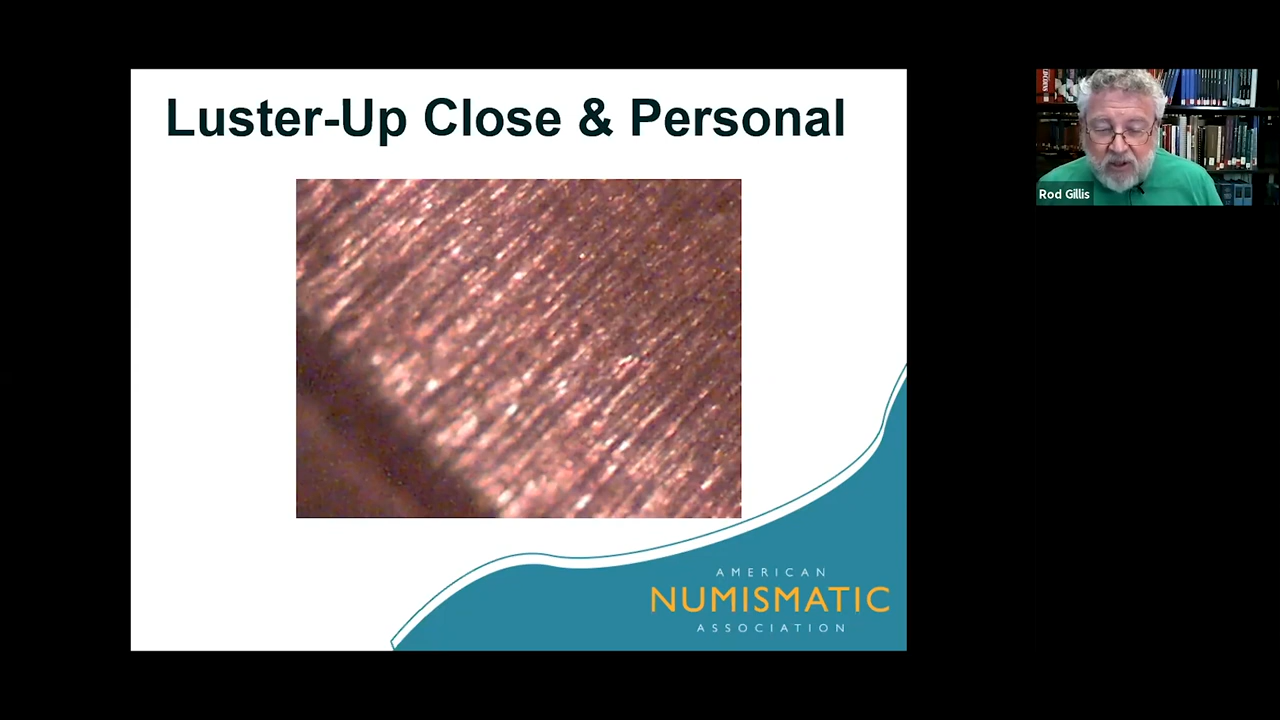 Luster-Up Close & Personal
Rod Gillis
AMERICAN
NUMISMATIC
ASSOCIATION